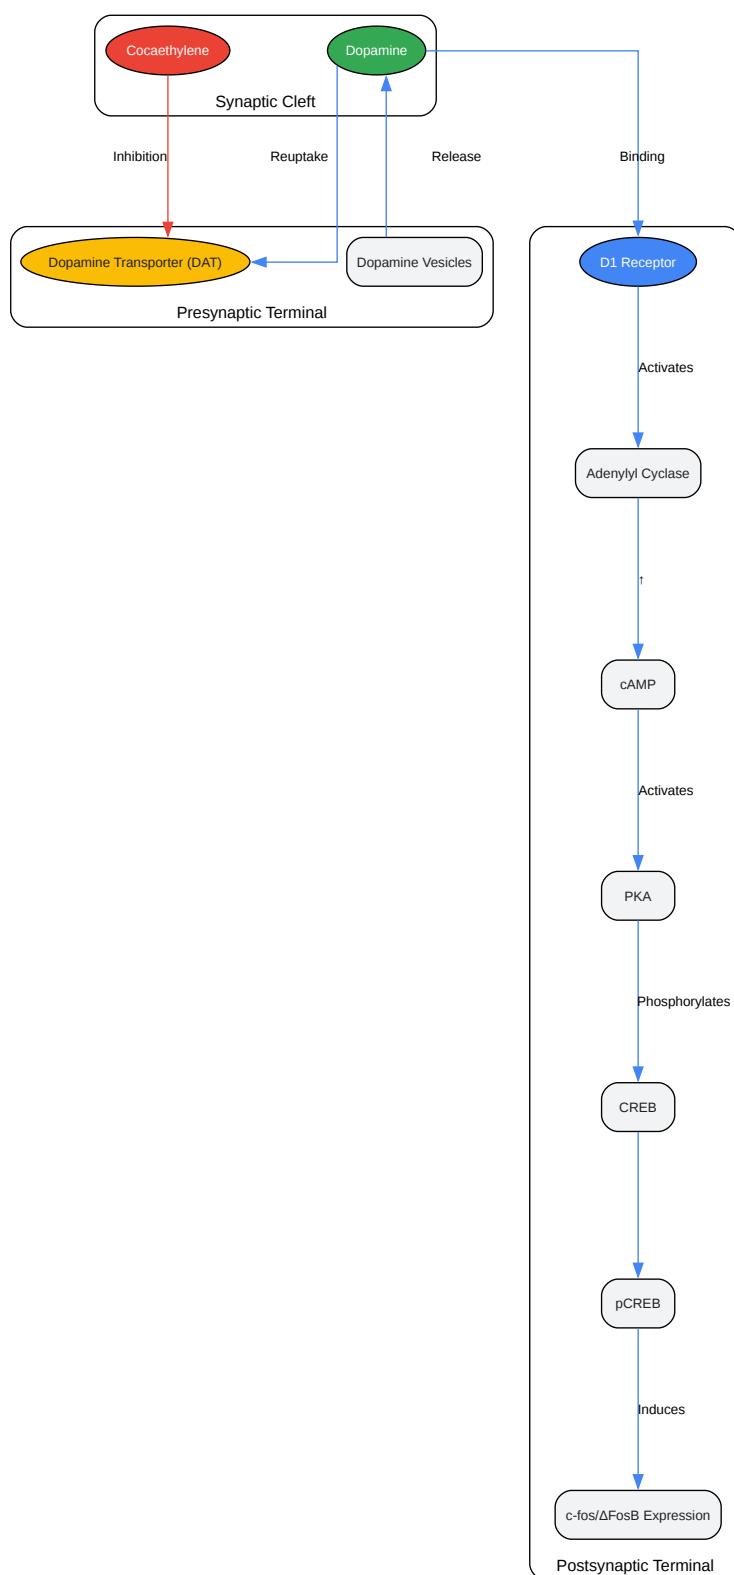 Cocaethylene
Dopamine
Synaptic Cleft
Inhibition
Reuptake
Release
Binding
Dopamine Transporter (DAT)
Dopamine Vesicles
D1 Receptor
Presynaptic Terminal
Activates
Adenylyl Cyclase
↑
cAMP
Activates
PKA
Phosphorylates
CREB
pCREB
Induces
c-fos/ΔFosB Expression
Postsynaptic Terminal